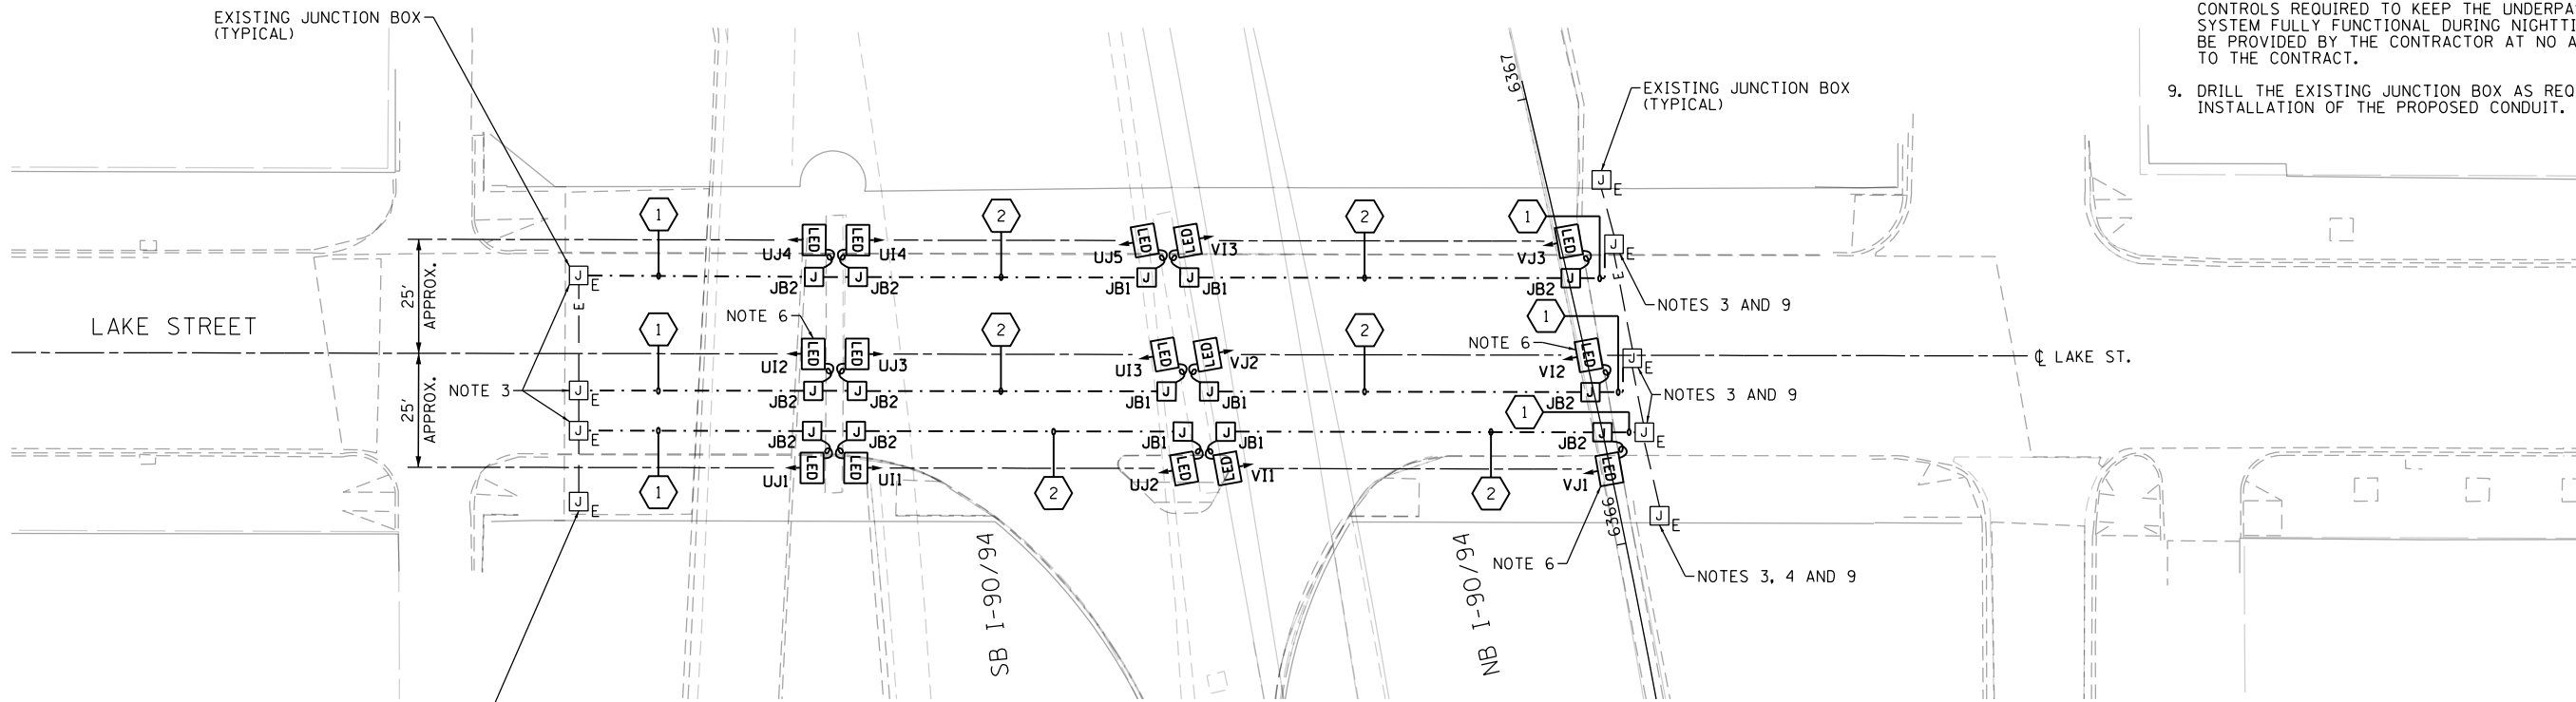 EXISTING JUNCTION BOX
(TYPICAL)
CONTROLS REQUIRED TO KEEP THE UNDERPA
SYSTEM FULLY FUNCTIONAL DURING NIGHTTI
BE PROVIDED BY THE CONTRACTOR AT NO A
TO THE CONTRACT.
9. DRILL THE EXISTING JUNCTION BOX AS REQ
INSTALLATION OF THE PROPOSED CONDUIT.
L 6367
EXISTING JUNCTION BOX
(TYPICAL)
J E
1 2 2 1
LED LED LED LED LED J E
UJ4 UI4 UJ5 VI3 VJ3
J E J J J J J E
JB2 JB2 JB1 JB1 JB2
E
25'
APPROX.
NOTES 3 AND 9
LAKE STREET
NOTE 6
1 2 2 1
NOTE 6
LED LED LED LED LED J E
℄ LAKE ST.
UI2 UJ3 UI3 VJ2 VI2
NOTE 3
J E J J J J J
JB2 JB2 JB1 JB1 JB2
NOTES 3 AND 9
25'
APPROX.
1
J E J J J J J J E
JB2 JB2 JB1 JB1 JB2
LED LED LED LED LED
UJ1 UI1 UJ2 VI1 VJ1
1 2 2
J E
J E
L 6366
NOTE 6
NOTES 3, 4 AND 9
SB I-90/94
NB I-90/94